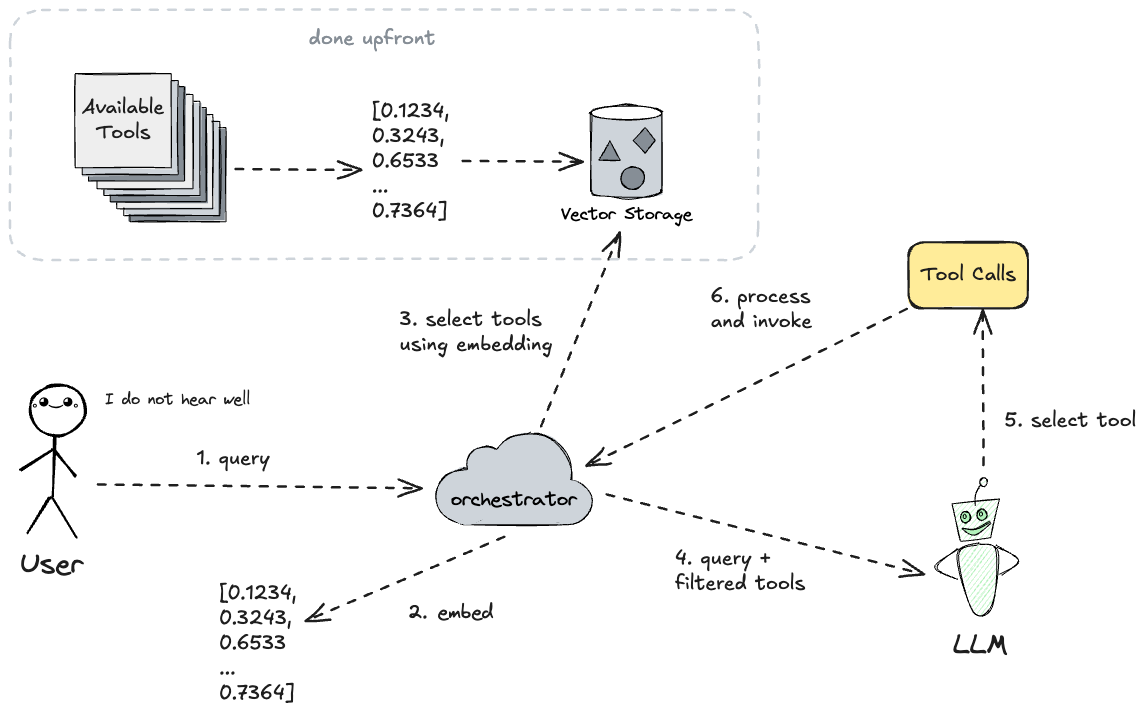 done upfront
Available
Tools
[0.1234,
0.3243,
0.6533
...
0.7364]
Vector Storage
Tool Calls
3. select tools
using embedding
6. process
and invoke
I do not hear well
5. select tool
1. query
orchestrator
User
4. query +
filtered tools
2. embed
[0.1234,
0.3243,
0.6533
...
0.7364]
LLM